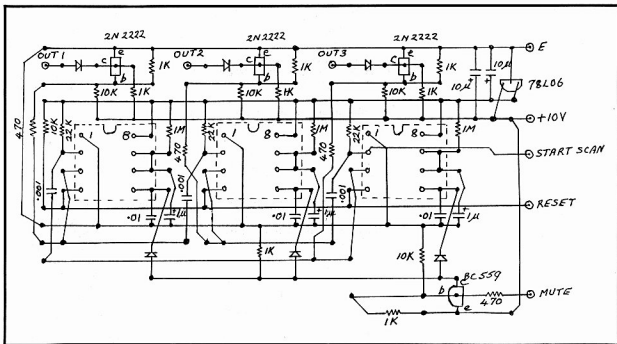 2N2222 2N2222 2N2222
OUT1 OUT2 OUT3
c e b c e b c e b
1K 1K 1K
E
10µ 10µ
78L06
10K 1K 10K 1K 10K 1K
+10V
470 10K 22K 1 8 1M 22K 1 8 1M 22K 1 8 1M
470 470
START SCAN
.001 .001 .001
RESET
.01 + 1µ .01 + 1µ .01 + 1µ
1K
10K
BC559
b c e
470
MUTE
1K